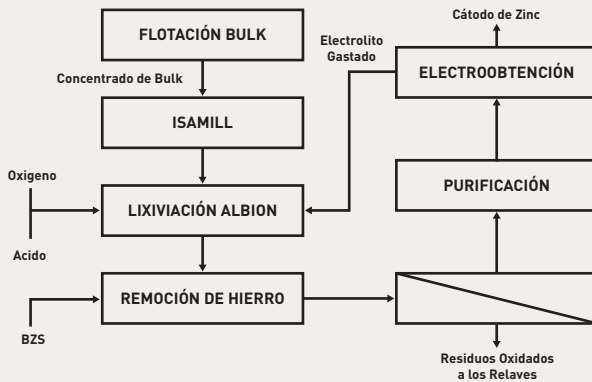 FLOTACIÓN BULK
Concentrado de Bulk
ISAMILL
Oxigeno
Acido
LIXIVIACIÓN ALBION
REMOCIÓN DE HIERRO
BZS
Cátodo de Zinc
Electrolito
Gastado
ELECTROOBTENCIÓN
PURIFICACIÓN
Residuos Oxidados
a los Relaves